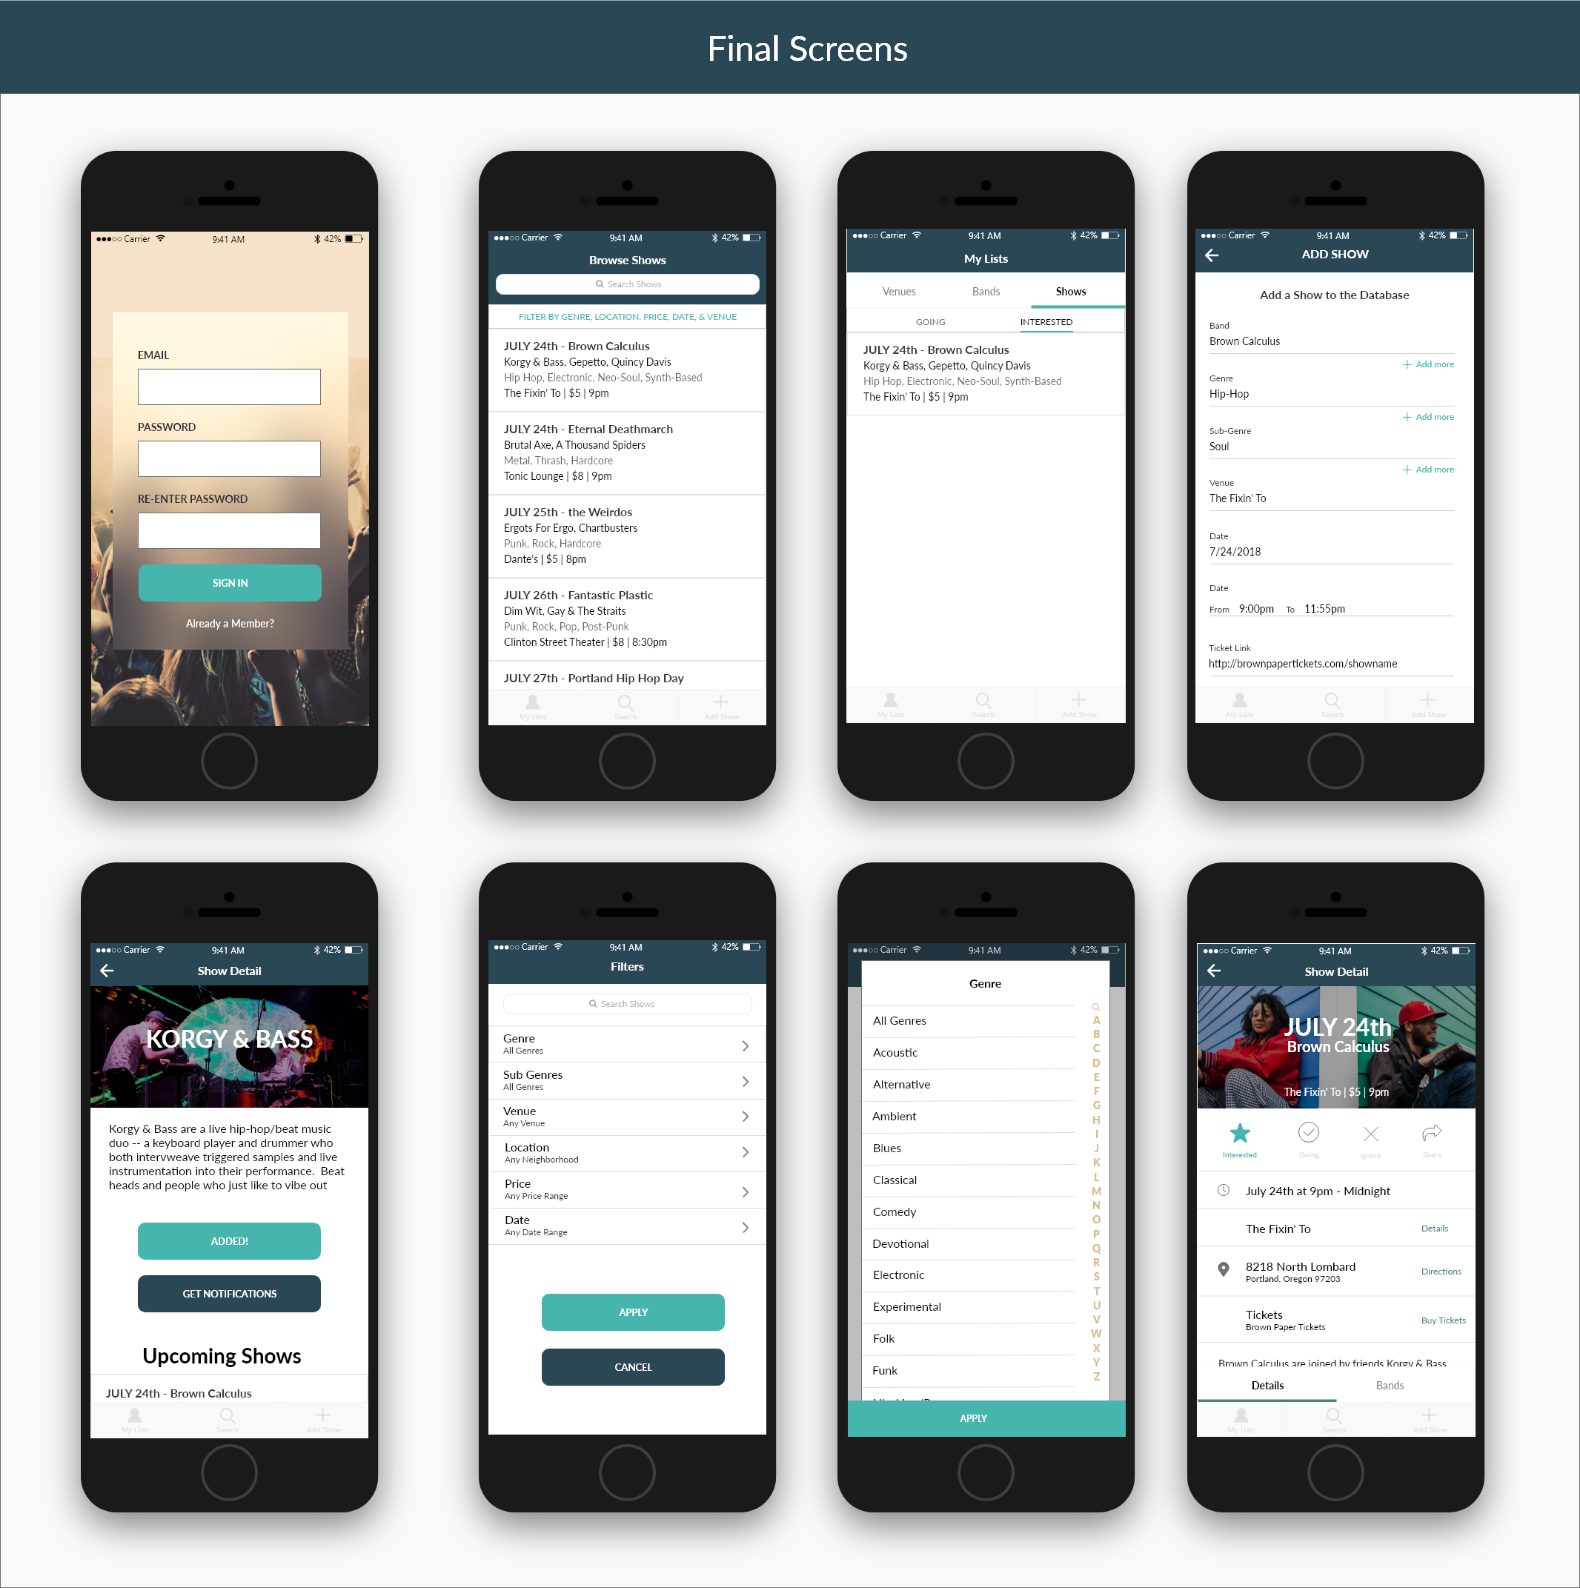 Final Screens
Carrier 9:41 AM 42%
EMAIL
PASSWORD
RE-ENTER PASSWORD
SIGN IN
Already a Member?
Carrier 9:41 AM 42%
Browse Shows
Search Shows
FILTER BY GENRE, LOCATION, PRICE, DATE, & VENUE
JULY 24th - Brown Calculus
Korgy & Bass, Gepetto, Quincy Davis
Hip Hop, Electronic, Neo-Soul, Synth-Based
The Fixin' To | $5 | 9pm
JULY 24th - Eternal Deathmarch
Brutal Axe, A Thousand Spiders
Metal, Thrash, Hardcore
Tonic Lounge | $8 | 9pm
JULY 25th - the Weirdos
Ergots For Ergo, Chartbusters
Punk, Rock, Hardcore
Dante's | $5 | 8pm
JULY 26th - Fantastic Plastic
Dim Wit, Gay & The Straits
Punk, Rock, Pop, Post-Punk
Clinton Street Theater | $8 | 8:30pm
JULY 27th - Portland Hip Hop Day
My Lists Search Add Show
Carrier 9:41 AM 42%
My Lists
Venues Bands Shows
GOING INTERESTED
JULY 24th - Brown Calculus
Korgy & Bass, Gepetto, Quincy Davis
Hip Hop, Electronic, Neo-Soul, Synth-Based
The Fixin' To | $5 | 9pm
My Lists Search Add Show
Carrier 9:41 AM 42%
ADD SHOW
Add a Show to the Database
Band
Brown Calculus
Add more
Genre
Hip-Hop
Add more
Sub-Genre
Soul
Add more
Venue
The Fixin' To
Date
7/24/2018
Date
From 9:00pm To 11:55pm
Ticket Link
http://brownpapertickets.com/showname
My Lists Search Add Show
Carrier 9:41 AM 42%
Show Detail
KORGY & BASS
Korgy & Bass are a live hip-hop/beat music
duo -- a keyboard player and drummer who
both intervweave triggered samples and live
instrumentation into their performance. Beat
heads and people who just like to vibe out
ADDED!
GET NOTIFICATIONS
Upcoming Shows
JULY 24th - Brown Calculus
My Lists Search Add Show
Carrier 9:41 AM 42%
Filters
Search Shows
Genre
All Genres
Sub Genres
All Genres
Venue
Any Venue
Location
Any Neighborhood
Price
Any Price Range
Date
Any Date Range
APPLY
CANCEL
Carrier 9:41 AM 42%
Genre
All Genres
Acoustic
Alternative
Ambient
Blues
Classical
Comedy
Devotional
Electronic
Experimental
Folk
Funk
A
B
C
D
E
F
G
H
I
J
K
L
M
N
O
P
Q
R
S
T
U
V
W
X
Y
Z
APPLY
Carrier 9:41 AM 42%
Show Detail
JULY 24th
Brown Calculus
The Fixin' To | $5 | 9pm
Interested Going Ignore Share
July 24th at 9pm - Midnight
The Fixin' To Details
8218 North Lombard
Portland, Oregon 97203
Directions
Tickets
Brown Paper Tickets
Buy Tickets
Brown Calculus are joined by friends Korgy & Bass
Details Bands
My Lists Search Add Show